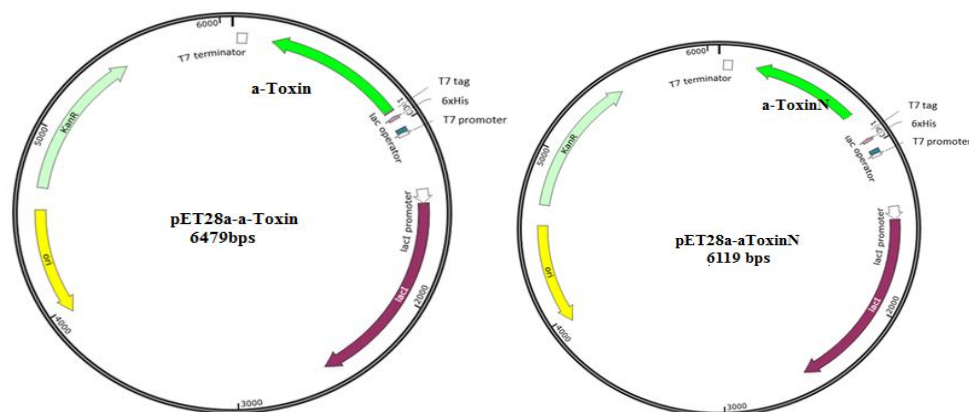 6000
T7 terminator
a-Toxin
T7 tag
6xHis
T7 promoter
lac operator
KanR
5000
pET28a-a-Toxin
6479bps
lacI promoter
lacI
2000
ori
4000
3000
6000
T7 terminator
a-ToxinN
T7 tag
6xHis
T7 promoter
lac operator
KanR
5000
pET28a-aToxinN
6119 bps
lacI promoter
lacI
2000
ori
4000
3000